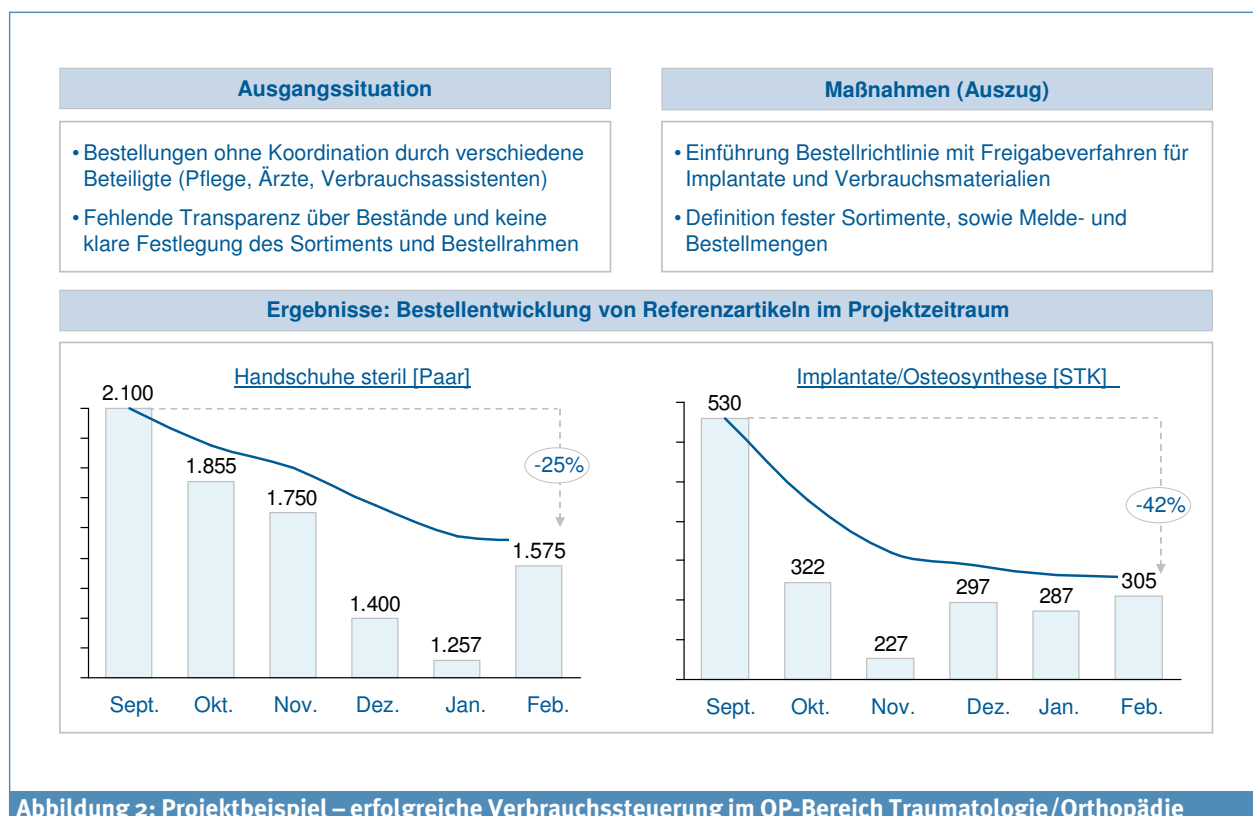 Ausgangssituation
• Bestellungen ohne Koordination durch verschiedene
Beteiligte (Pflege, Ärzte, Verbrauchsassistenten)
• Fehlende Transparenz über Bestände und keine
klare Festlegung des Sortiments und Bestellrahmen
Maßnahmen (Auszug)
• Einführung Bestellrichtlinie mit Freigabeverfahren für
Implantate und Verbrauchsmaterialien
• Definition fester Sortimente, sowie Melde- und
Bestellmengen
Ergebnisse: Bestellentwicklung von Referenzartikeln im Projektzeitraum
Handschuhe steril [Paar]
2.100
1.855
1.750
1.400
1.257
1.575
-25%
Sept. Okt. Nov. Dez. Jan. Feb.
Implantate/Osteosynthese [STK]
530
322
227
297
287
305
-42%
Sept. Okt. Nov. Dez. Jan. Feb.
Abbildung 2: Projektbeispiel – erfolgreiche Verbrauchssteuerung im OP-Bereich Traumatologie/Orthopädie